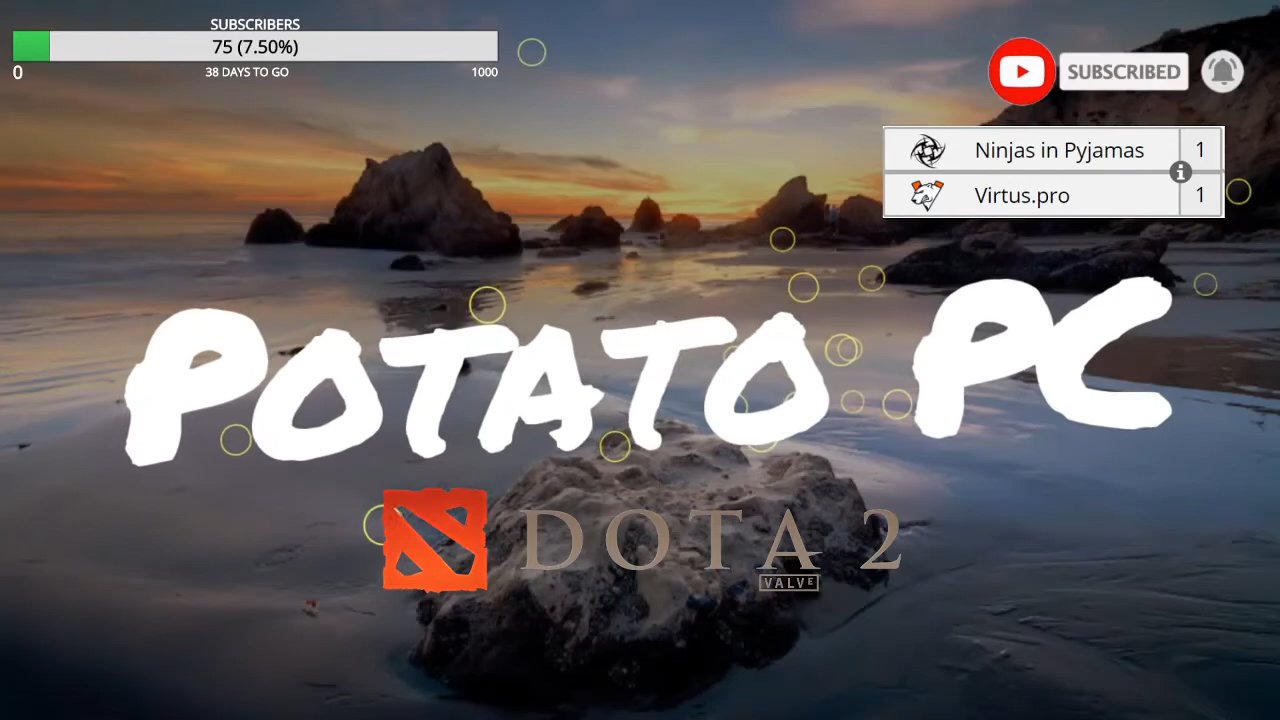 SUBSCRIBERS
75 (7.50%)
0 38 DAYS TO GO 1000
SUBSCRIBED
Ninjas in Pyjamas 1
Virtus.pro 1
POTATO PC
DOTA 2
VALVE